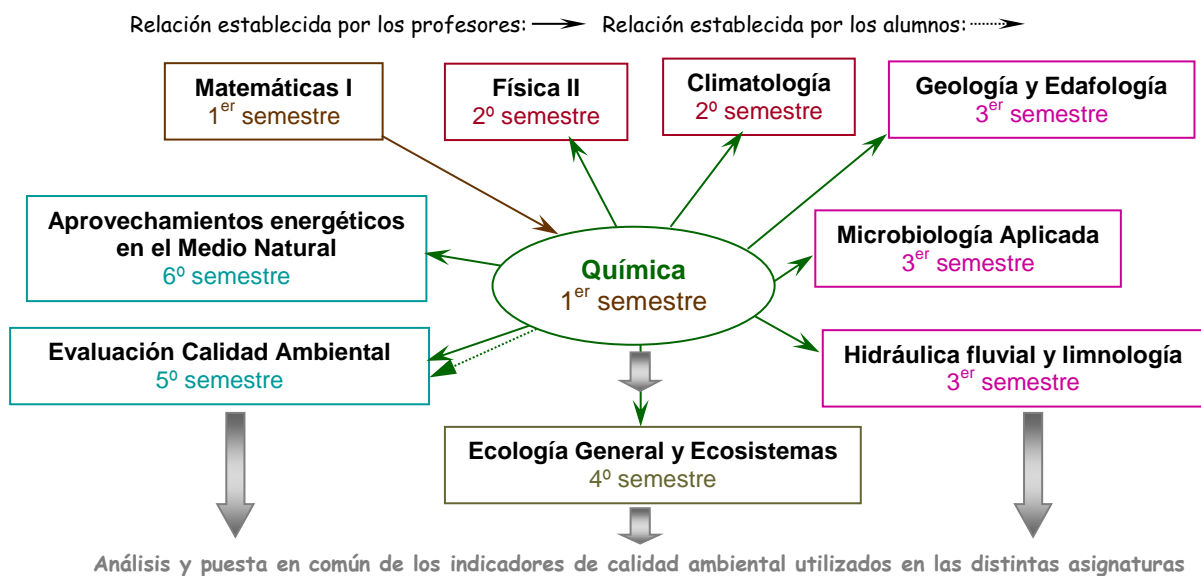 Relación establecida por los profesores: Relación establecida por los alumnos:
Matemáticas I
1er semestre
Física II
2º semestre
Climatología
2º semestre
Geología y Edafología
3er semestre
Aprovechamientos energéticos
en el Medio Natural
6º semestre
Química
1er semestre
Microbiología Aplicada
3er semestre
Evaluación Calidad Ambiental
5º semestre
Hidráulica fluvial y limnología
3er semestre
Ecología General y Ecosistemas
4º semestre
Análisis y puesta en común de los indicadores de calidad ambiental utilizados en las distintas asignaturas